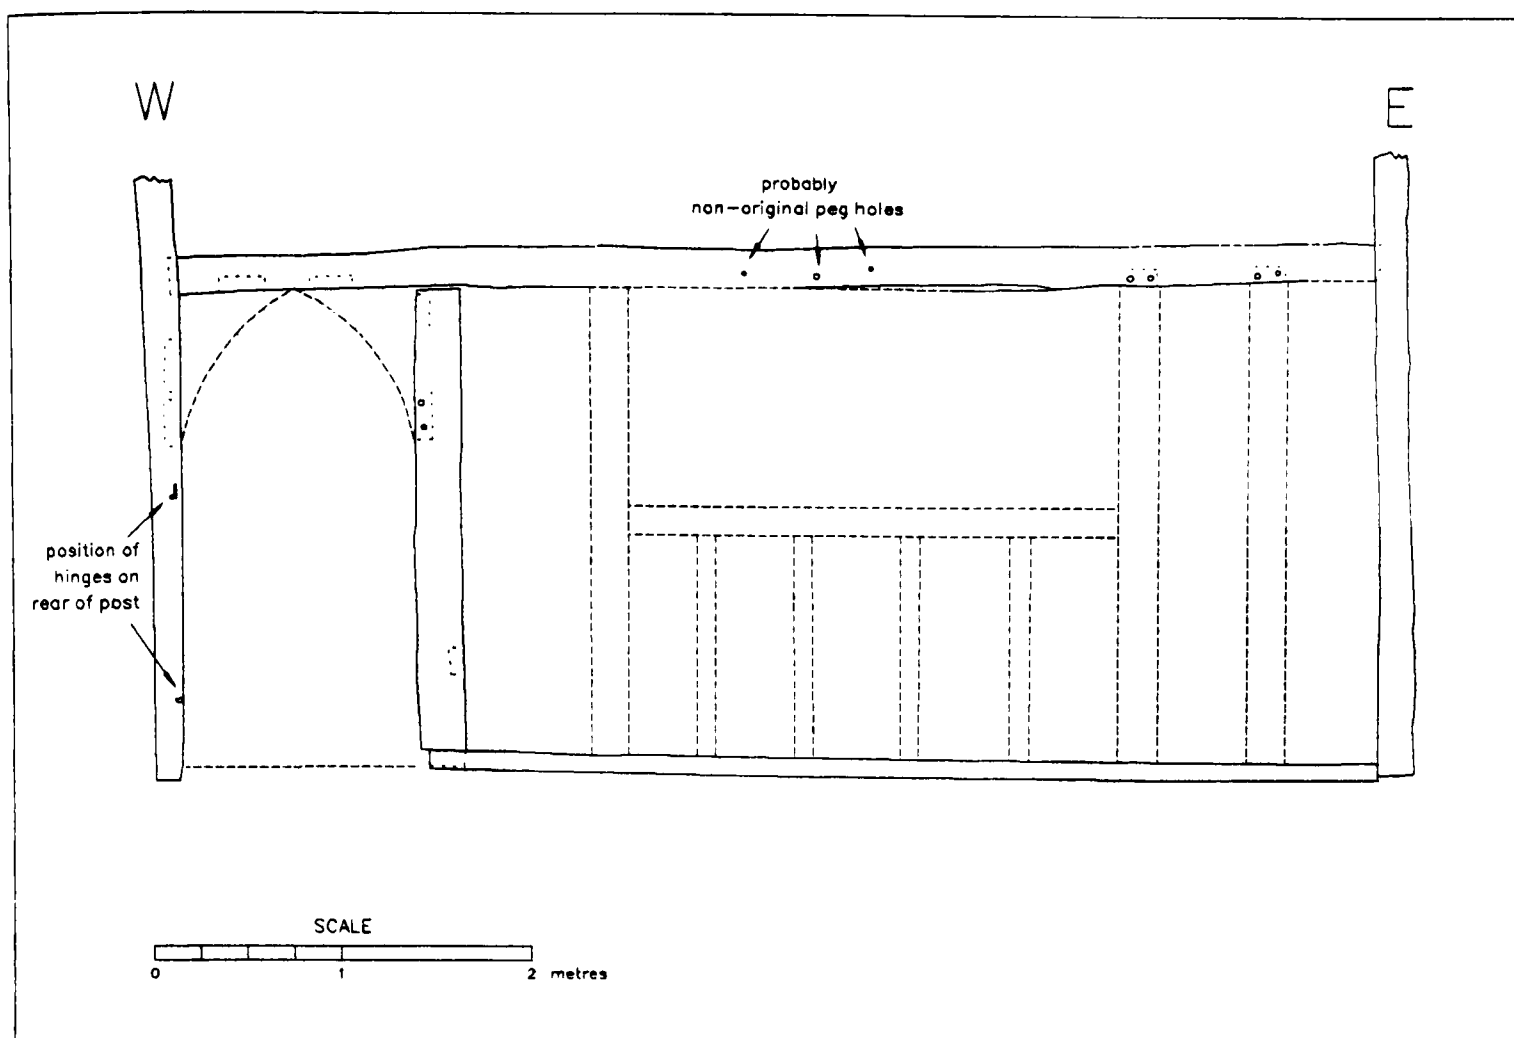 W
E
probably
non-original peg holes
position of
hinges on
rear of post
SCALE
0 1 2 metres